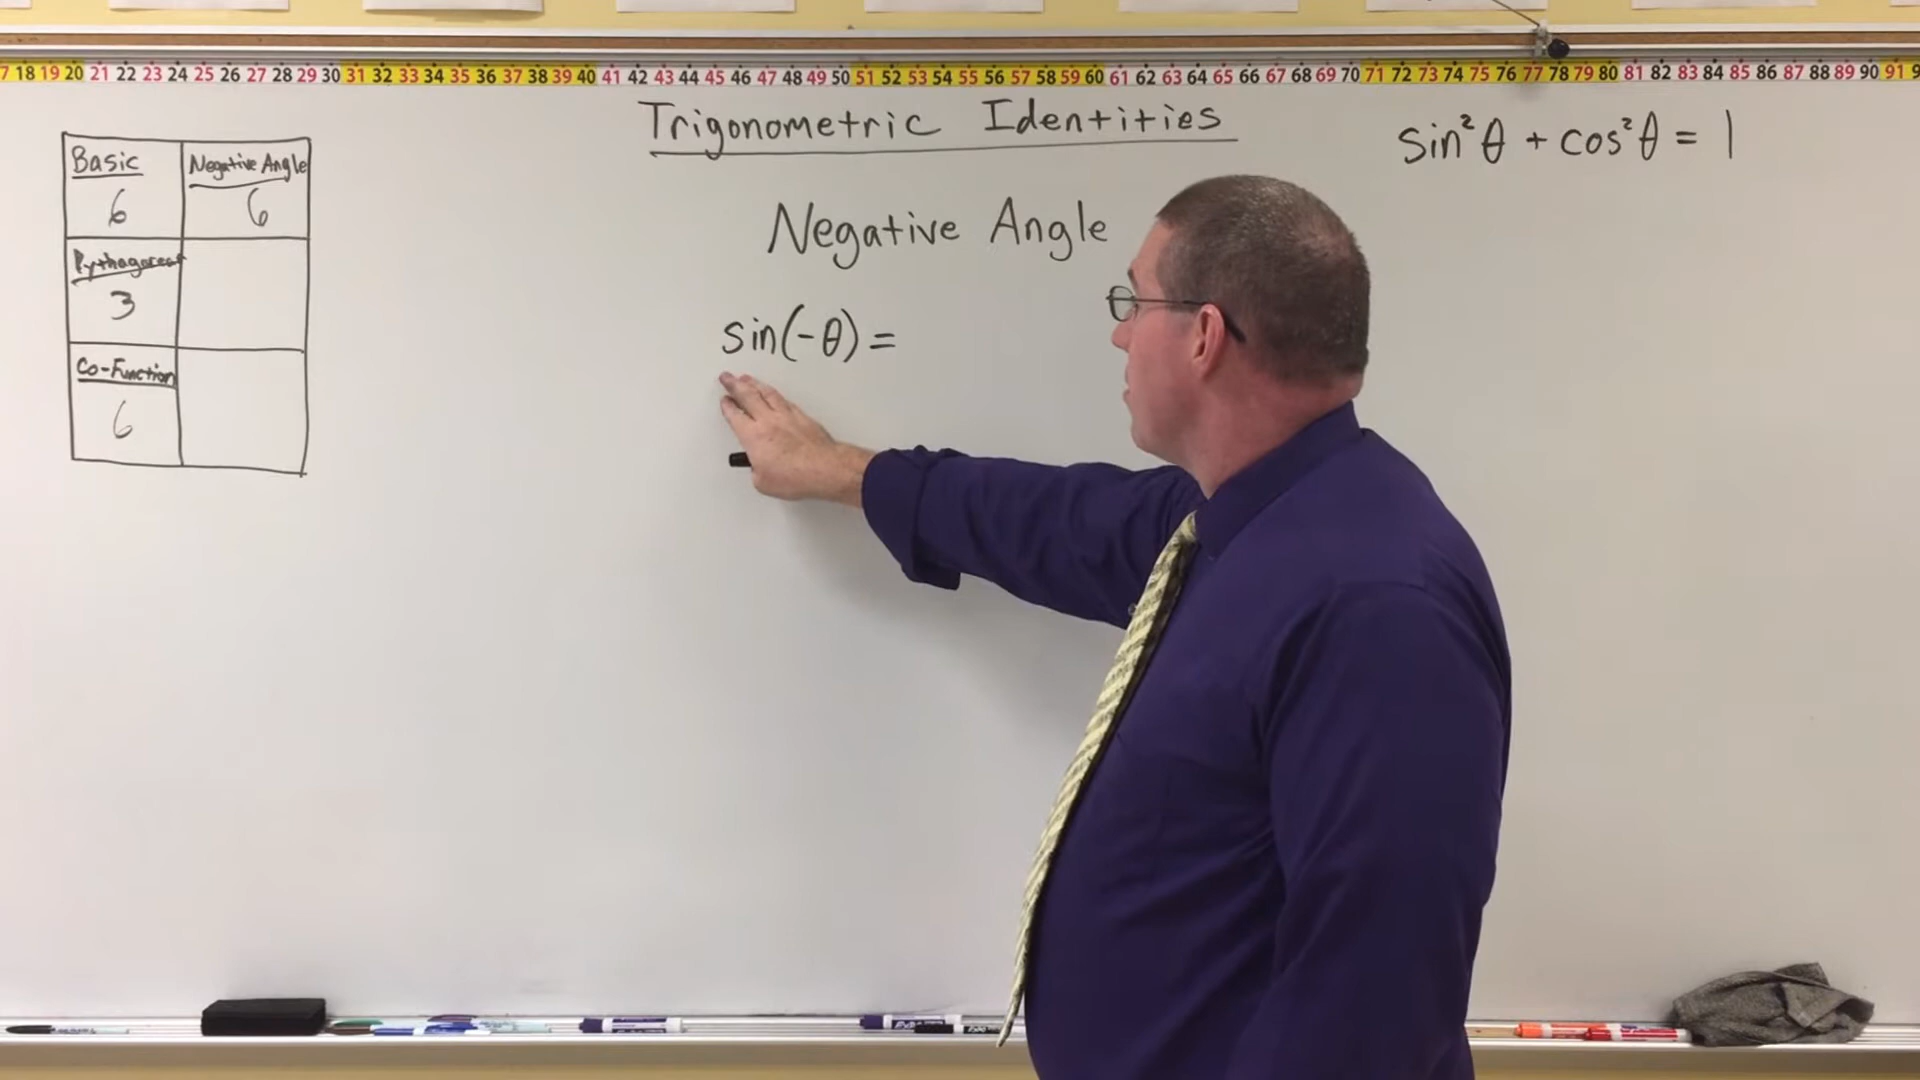 7 18 19 20 21 22 23 24 25 26 27 28 29 30 31 32 33 34 35 36 37 38 39 40 41 42 43 44 45 46 47 48 49 50 51 52 53 54 55 56 57 58 59 60 61 62 63 64 65 66 67 68 69 70 71 72 73 74 75 76 77 78 79 80 81 82 83 84 85 86 87 88 89 90 91 9
Trigonometric Identities
sin²θ + cos²θ = 1
Basic
6
Negative Angle
6
Pythagorean
3
Co-Function
6
Negative Angle
sin(-θ) =